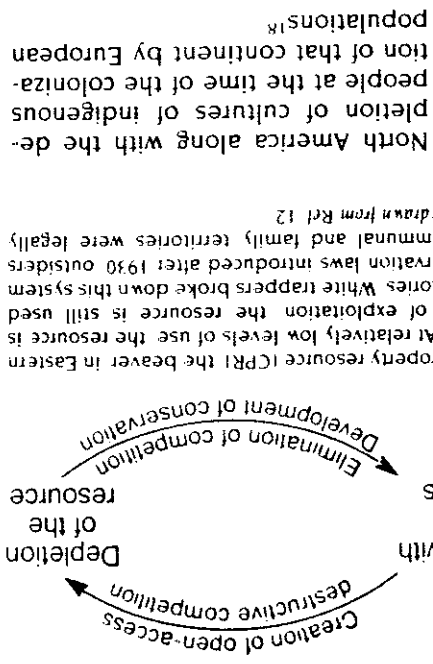 Creation of open-access
destructive competition
with
s
Depletion
of the
resource
Elimination of competition
Development of conservation
roperty resource (CPR) the beaver in Eastern
At relatively low levels of use the resource is
of exploitation the resource is still used
tories White trappers broke down this system
rvation laws introduced after 1930 outsiders
mmunal and family territories were legally
drawn from Ref 12
North America along with the de-
pletion of cultures of indigenous
people at the time of the coloniza-
tion of that continent by European
populations¹⁸